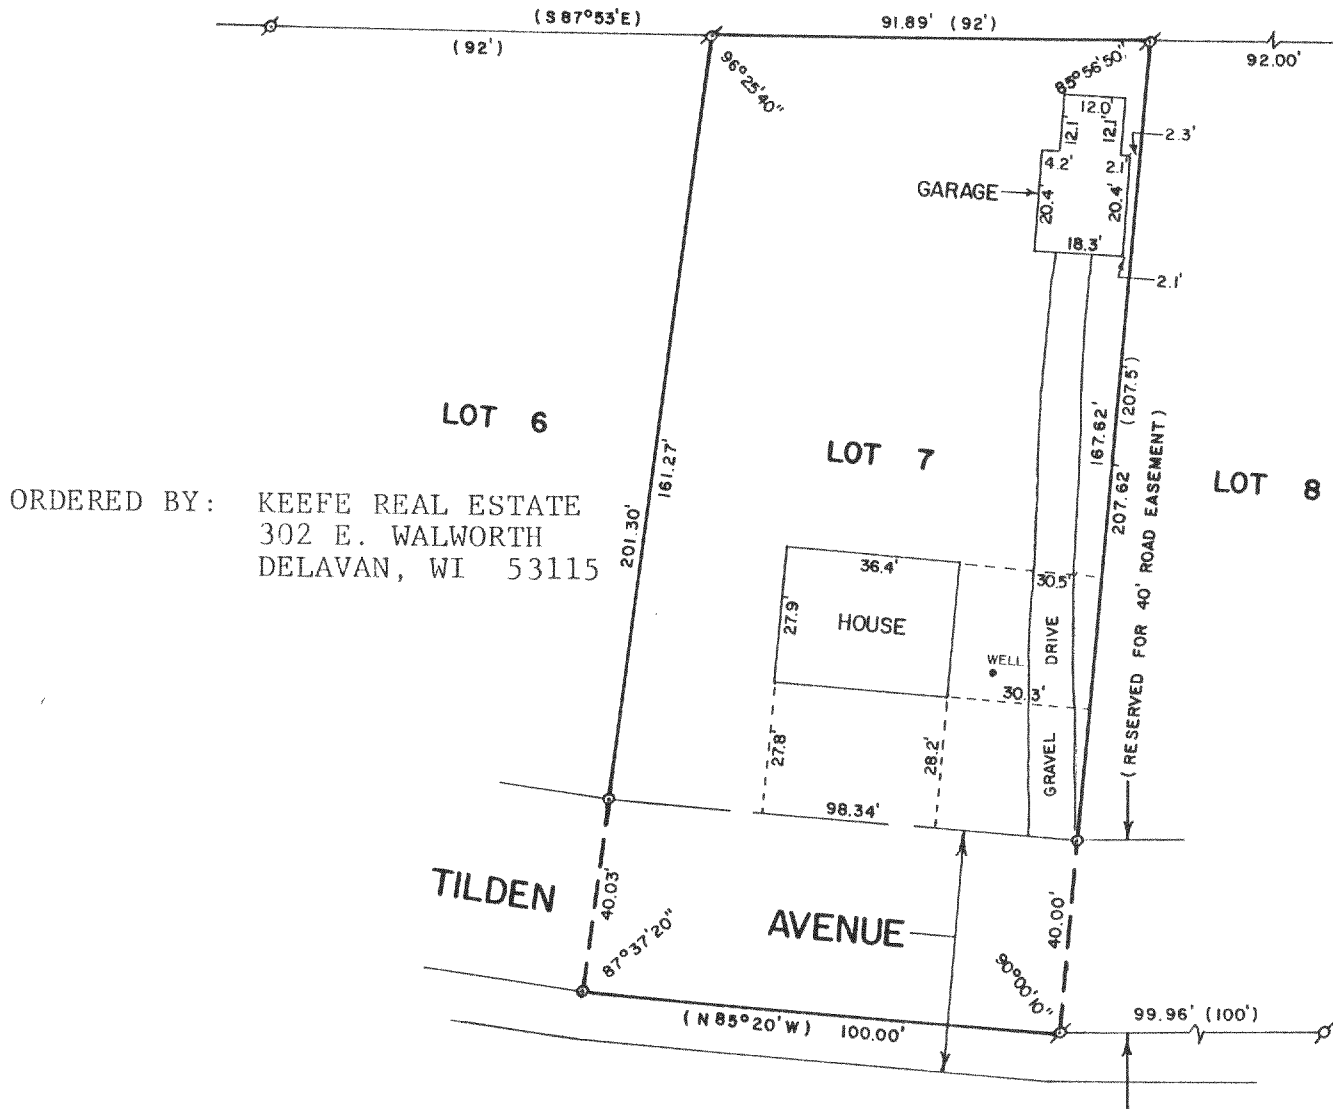 (S 87°53'E)
91.89' (92')
(92')
92.00'
96°25'40"
85°56'50"
12.0'
12.1'
12.1'
2.3'
4.2'
2.1'
GARAGE
20.4'
20.4'
18.3'
2.1'
(207.5')
167.62'
207.62'
(RESERVED FOR 40' ROAD EASEMENT)
LOT 6
LOT 7
LOT 8
161.27'
201.30'
ORDERED BY: KEEFE REAL ESTATE
302 E. WALWORTH
DELAVAN, WI 53115
36.4'
30.5'
27.9'
HOUSE
WELL
30.3'
GRAVEL DRIVE
27.8'
28.2'
98.34'
TILDEN AVENUE
40.03'
40.00'
87°37'20"
90°00'10"
(N 85°20'W) 100.00'
99.96' (100')